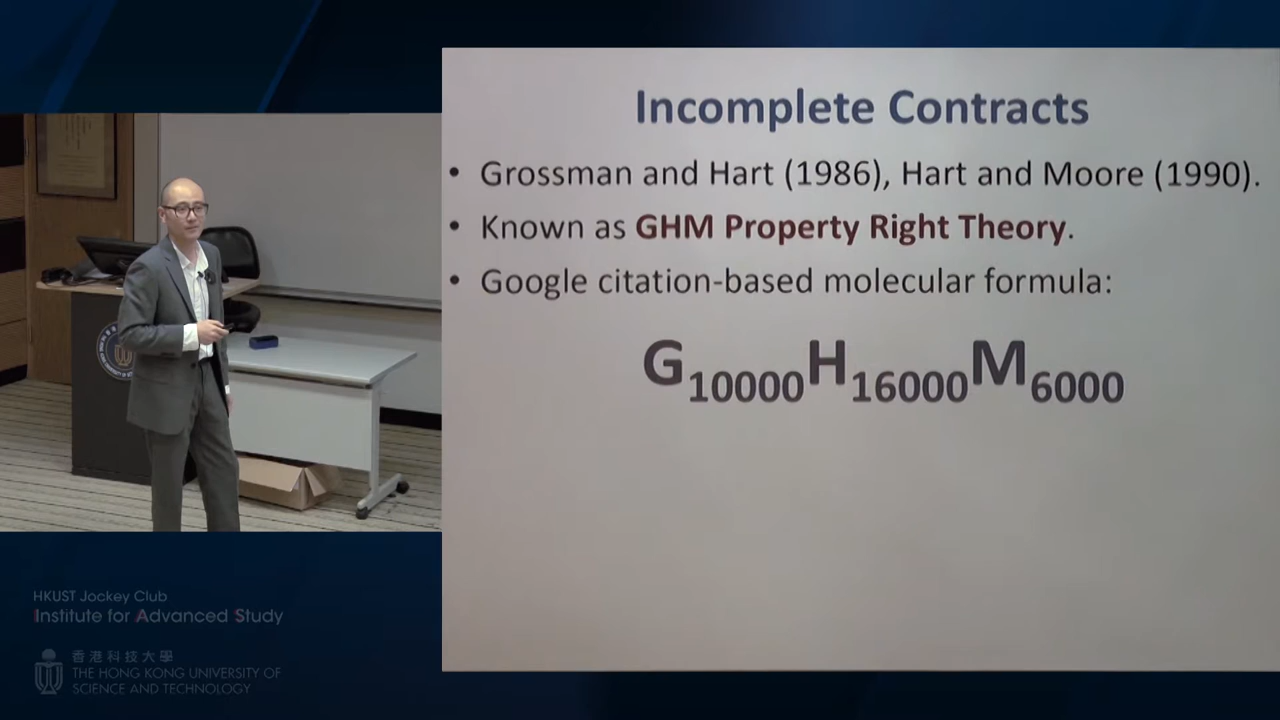 Incomplete Contracts
• Grossman and Hart (1986), Hart and Moore (1990).
• Known as GHM Property Right Theory.
• Google citation-based molecular formula:
G10000H16000M6000
HKUST Jockey Club
Institute for Advanced Study
香港科技大學
THE HONG KONG UNIVERSITY OF
SCIENCE AND TECHNOLOGY